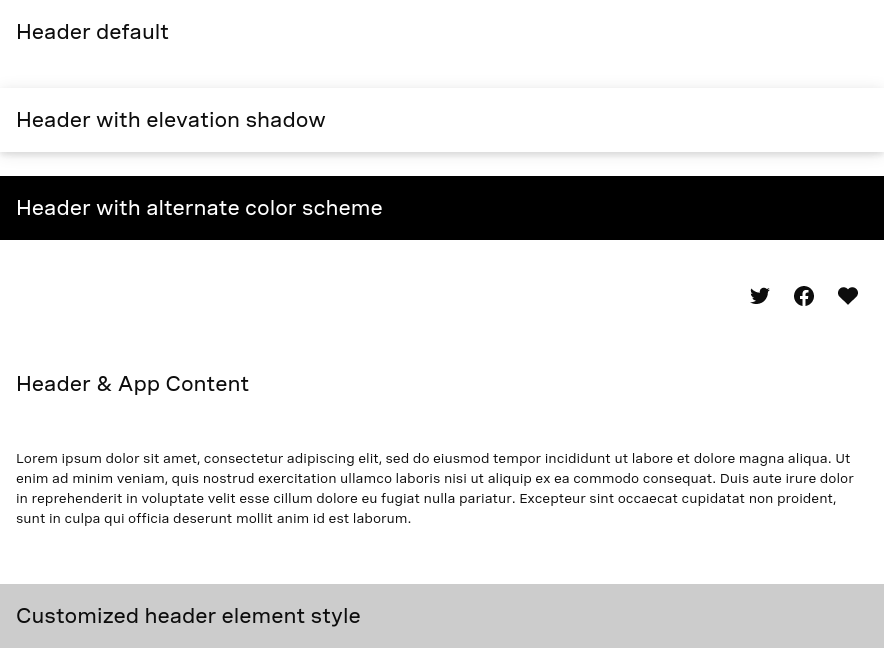 Header default
Header with elevation shadow
Header with alternate color scheme
Header & App Content
Lorem ipsum dolor sit amet, consectetur adipiscing elit, sed do eiusmod tempor incididunt ut labore et dolore magna aliqua. Ut
enim ad minim veniam, quis nostrud exercitation ullamco laboris nisi ut aliquip ex ea commodo consequat. Duis aute irure dolor
in reprehenderit in voluptate velit esse cillum dolore eu fugiat nulla pariatur. Excepteur sint occaecat cupidatat non proident,
sunt in culpa qui officia deserunt mollit anim id est laborum.
Customized header element style